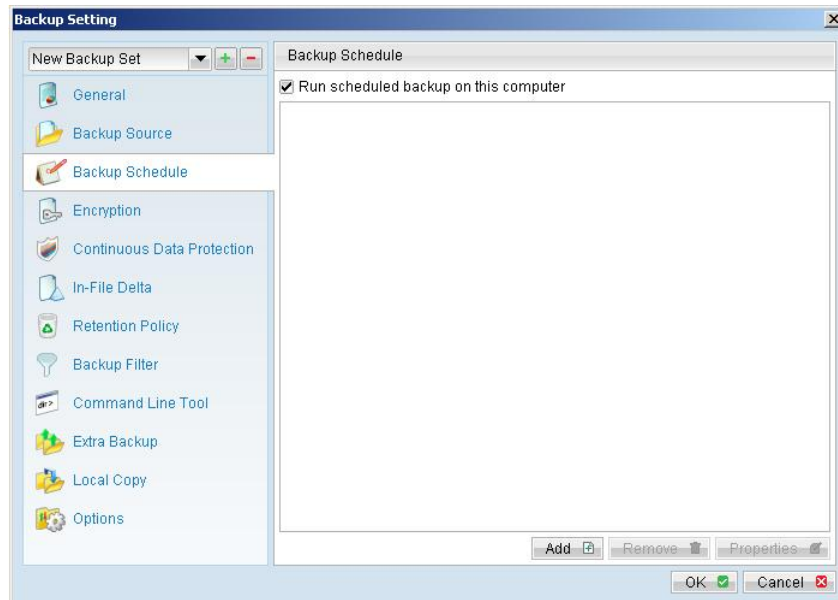 Backup Setting
New Backup Set
Backup Schedule
Run scheduled backup on this computer
General
Backup Source
Backup Schedule
Encryption
Continuous Data Protection
In-File Delta
Retention Policy
Backup Filter
dir>
Command Line Tool
Extra Backup
Local Copy
Options
Add
Remove
Properties
OK
Cancel